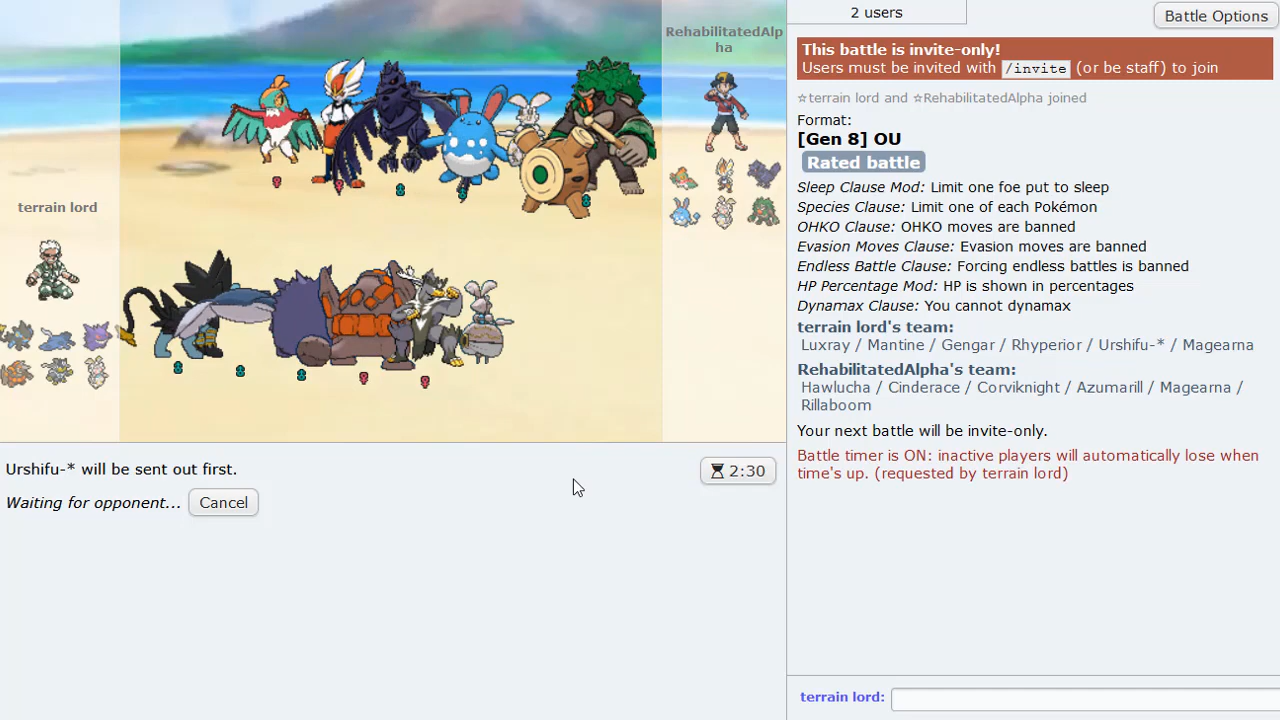 2 users
Battle Options
RehabilitatedAlp
ha
terrain lord
This battle is invite-only!
Users must be invited with /invite (or be staff) to join
☆terrain lord and ☆RehabilitatedAlpha joined
Format:
[Gen 8] OU
Rated battle
Sleep Clause Mod: Limit one foe put to sleep
Species Clause: Limit one of each Pokémon
OHKO Clause: OHKO moves are banned
Evasion Moves Clause: Evasion moves are banned
Endless Battle Clause: Forcing endless battles is banned
HP Percentage Mod: HP is shown in percentages
Dynamax Clause: You cannot dynamax
terrain lord's team:
Luxray / Mantine / Gengar / Rhyperior / Urshifu-* / Magearna
RehabilitatedAlpha's team:
Hawlucha / Cinderace / Corviknight / Azumarill / Magearna /
Rillaboom
Your next battle will be invite-only.
Battle timer is ON: inactive players will automatically lose when
time's up. (requested by terrain lord)
Urshifu-* will be sent out first.
2:30
Waiting for opponent...
Cancel
terrain lord: